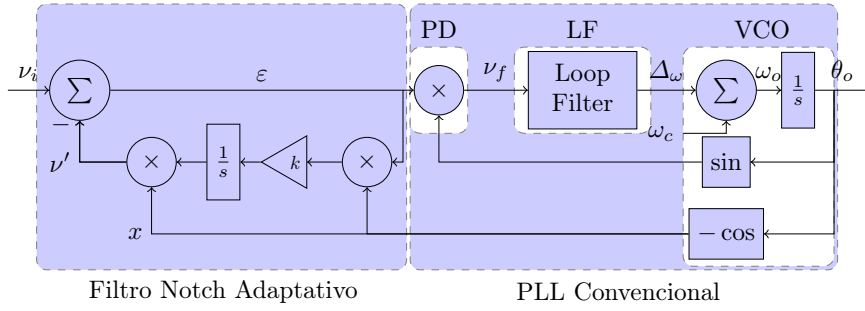 PD LF VCO
ν_i Σ ε × ν_f Loop Filter Δ_ω Σ ω_o 1/s θ_o
−
ω_c
ν' × 1/s k × sin
x − cos
Filtro Notch Adaptativo PLL Convencional